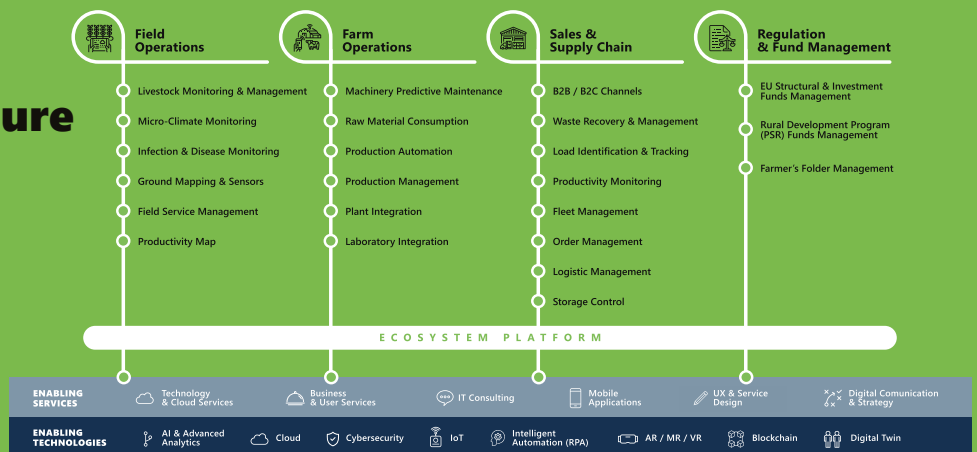 ure
Field
Operations
Livestock Monitoring & Management
Micro-Climate Monitoring
Infection & Disease Monitoring
Ground Mapping & Sensors
Field Service Management
Productivity Map
Farm
Operations
Machinery Predictive Maintenance
Raw Material Consumption
Production Automation
Production Management
Plant Integration
Laboratory Integration
Sales &
Supply Chain
B2B / B2C Channels
Waste Recovery & Management
Load Identification & Tracking
Productivity Monitoring
Fleet Management
Order Management
Logistic Management
Storage Control
Regulation
& Fund Management
EU Structural & Investment
Funds Management
Rural Development Program
(PSR) Funds Management
Farmer's Folder Management
ECOSYSTEM PLATFORM
ENABLING
SERVICES
Technology
& Cloud Services
Business
& User Services
IT Consulting
Mobile
Applications
UX & Service
Design
Digital Comunication
& Strategy
ENABLING
TECHNOLOGIES
AI & Advanced
Analytics
Cloud
Cybersecurity
IoT
Intelligent
Automation (RPA)
AR / MR / VR
Blockchain
Digital Twin